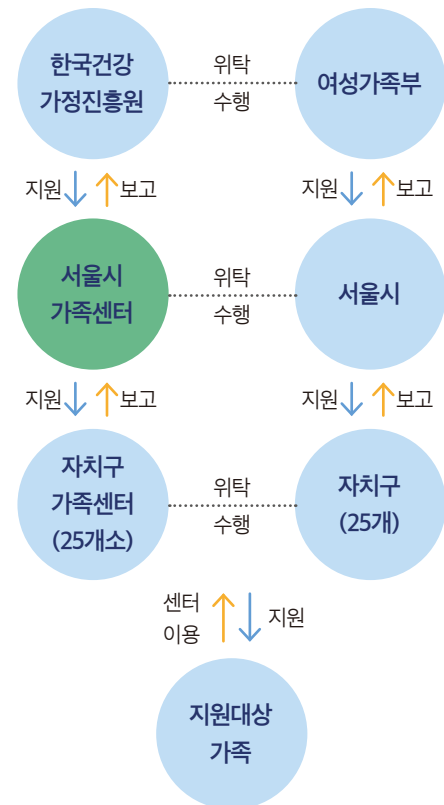 한국건강
가정진흥원
위탁
수행
여성가족부
지원
보고
지원
보고
서울시
가족센터
위탁
수행
서울시
지원
보고
지원
보고
자치구
가족센터
(25개소)
위탁
수행
자치구
(25개)
센터
이용
지원
지원대상
가족